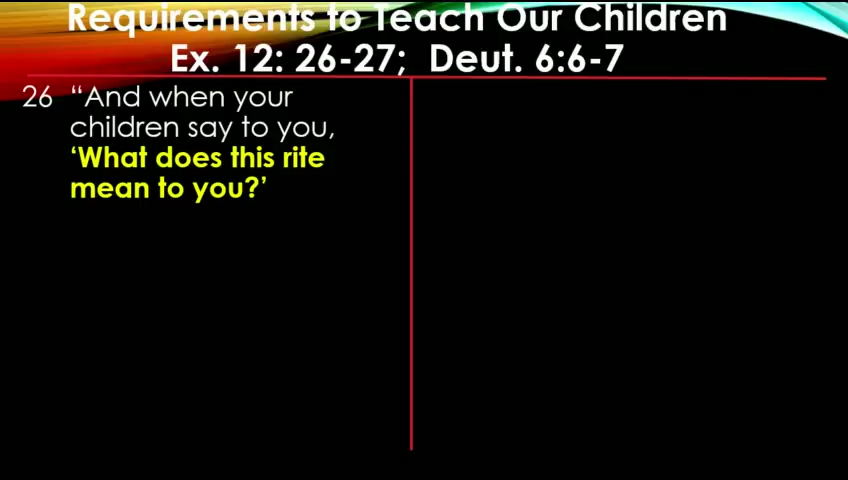 Requirements to Teach Our Children
Ex. 12: 26-27; Deut. 6:6-7
26 “And when your
children say to you,
‘What does this rite
mean to you?’